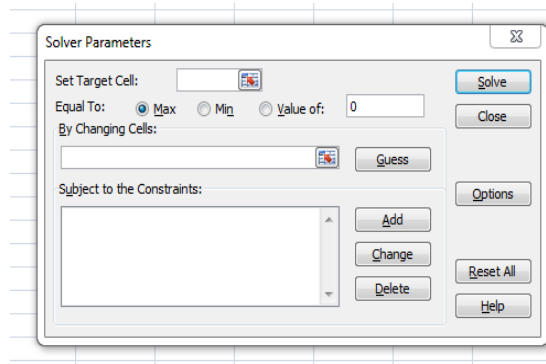 Solver Parameters
Set Target Cell:
Solve
Equal To: Max Min Value of: 0
Close
By Changing Cells:
Guess
Subject to the Constraints:
Options
Add
Change
Reset All
Delete
Help